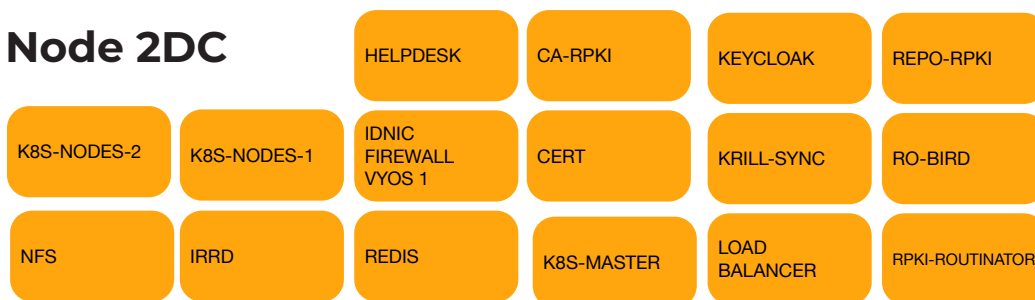 Node 2DC
HELPDESK
CA-RPKI
KEYCLOAK
REPO-RPKI
K8S-NODES-2
K8S-NODES-1
IDNIC
FIREWALL
VYOS 1
CERT
KRILL-SYNC
RO-BIRD
NFS
IRRD
REDIS
K8S-MASTER
LOAD
BALANCER
RPKI-ROUTINATOR